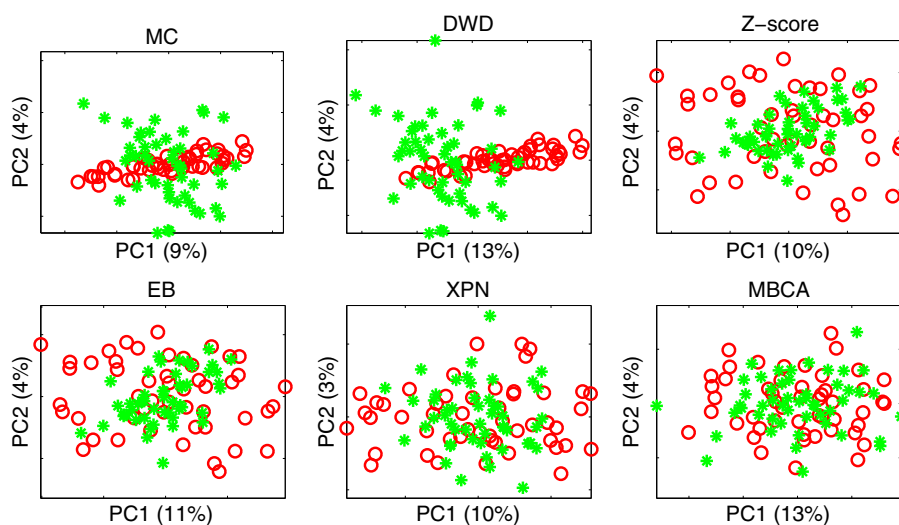 MC
DWD
Z-score
PC2 (4%)
PC2 (4%)
PC2 (4%)
PC1 (9%)
PC1 (13%)
PC1 (10%)
EB
XPN
MBCA
PC2 (4%)
PC2 (3%)
PC2 (4%)
PC1 (11%)
PC1 (10%)
PC1 (13%)